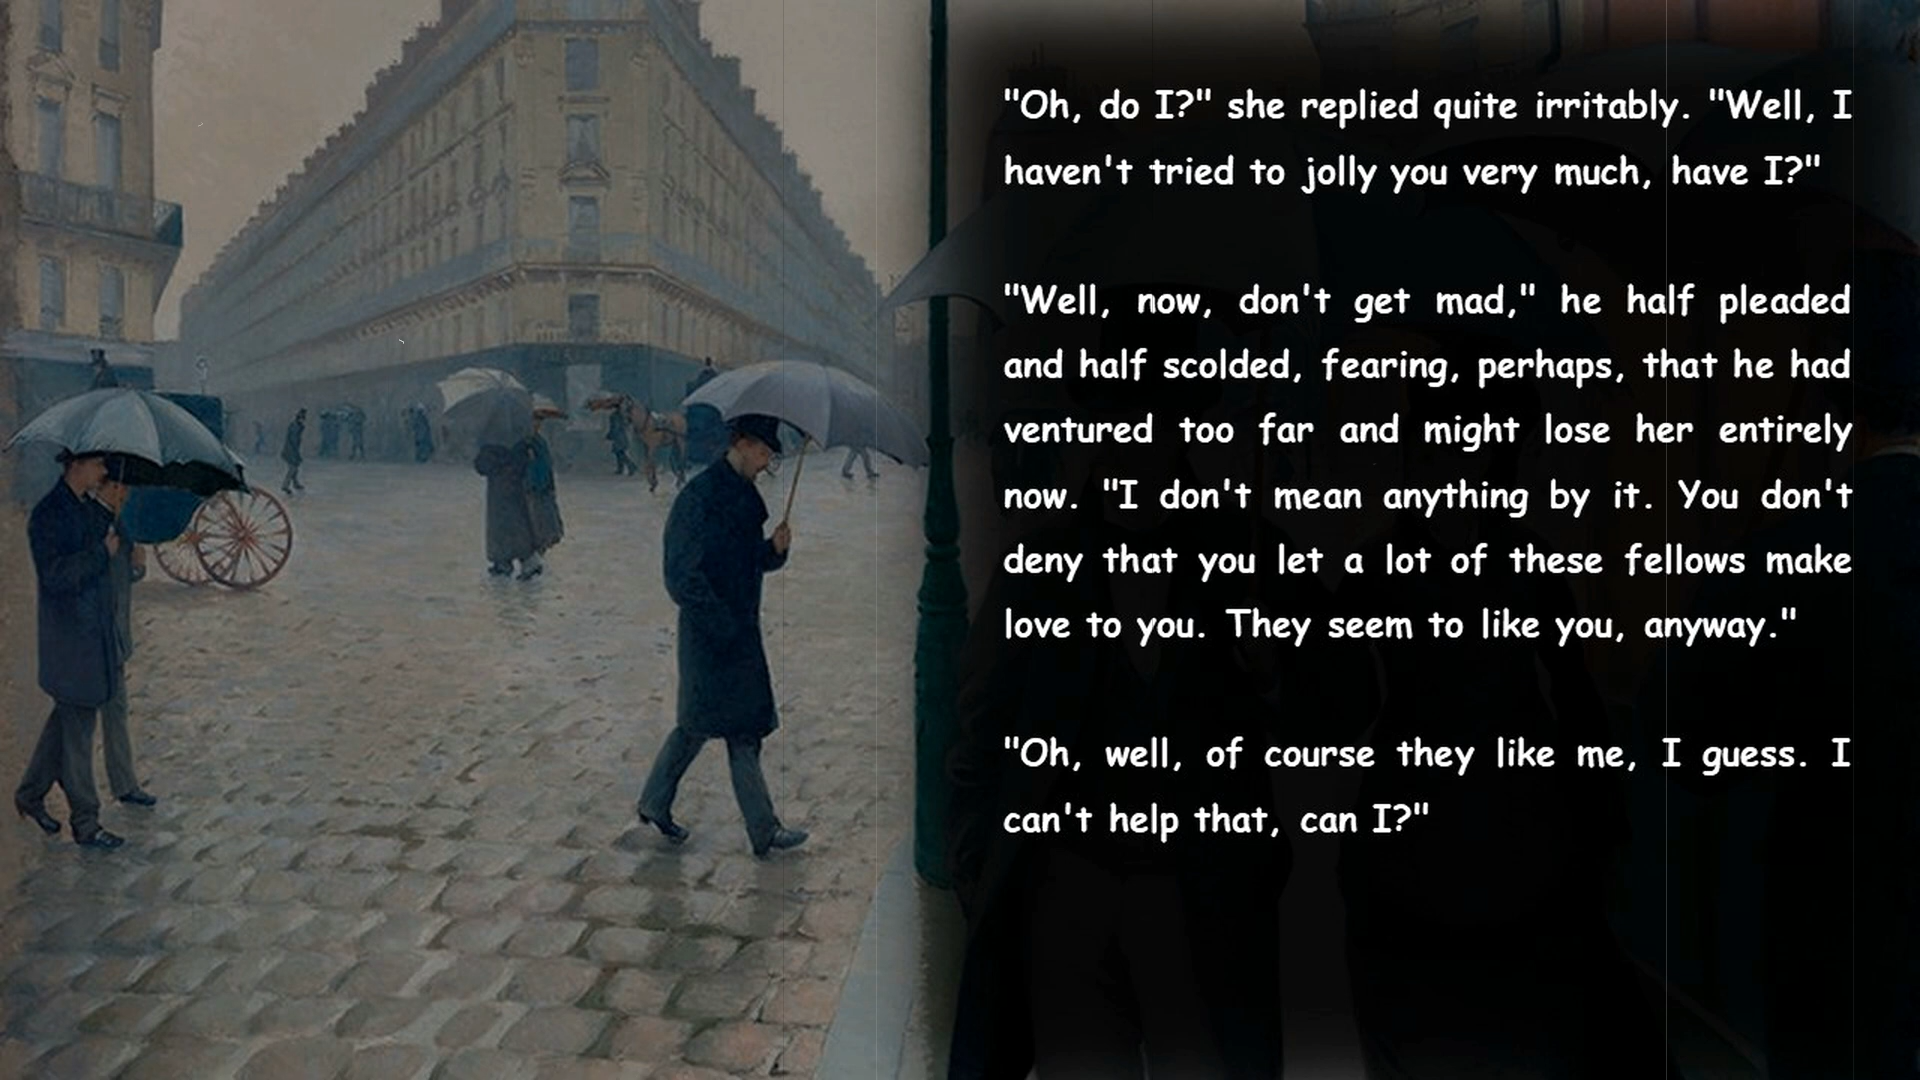 "Oh, do I?" she replied quite irritably. "Well, I
haven't tried to jolly you very much, have I?"
"Well, now, don't get mad," he half pleaded
and half scolded, fearing, perhaps, that he had
ventured too far and might lose her entirely
now. "I don't mean anything by it. You don't
deny that you let a lot of these fellows make
love to you. They seem to like you, anyway."
"Oh, well, of course they like me, I guess. I
can't help that, can I?"